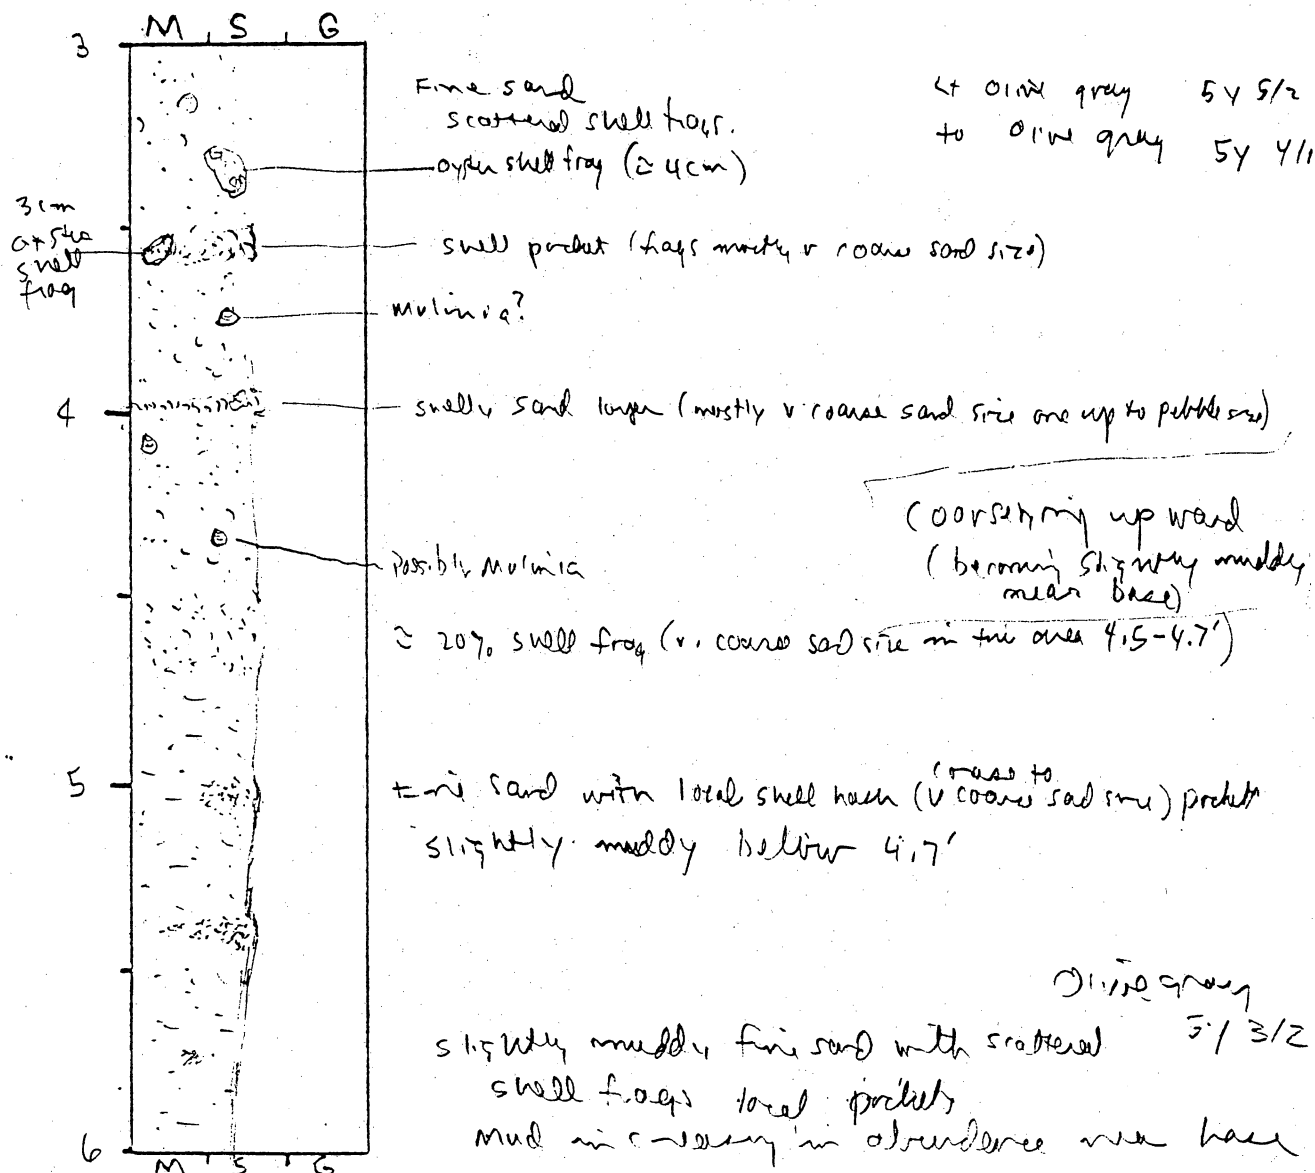 M S G
3
Fine sand
scattered shell frags.
Lt olive gray 5Y 5/2
to olive gray 5Y 4/1
oyster shell frag (≈ 4cm)
3cm
oyster
shell
frag
shell pocket (frags mostly v coarse sand size)
Mulinia?
4
shelly sand layer (mostly v coarse sand size one up to pebble size)
Coarsening upward
(becoming slightly muddy
near base)
Possibly Mulinia
≈ 20% shell frag (v. coarse sand size in the area 4.5-4.7')
5
Fine sand with local shell hash (coarse to v coarse sand size) pockets
slightly muddy below 4.7'
Olive gray
5Y 3/2
slightly muddy fine sand with scattered
shell frags local pockets
Mud increasing in abundance near base
6
M S G